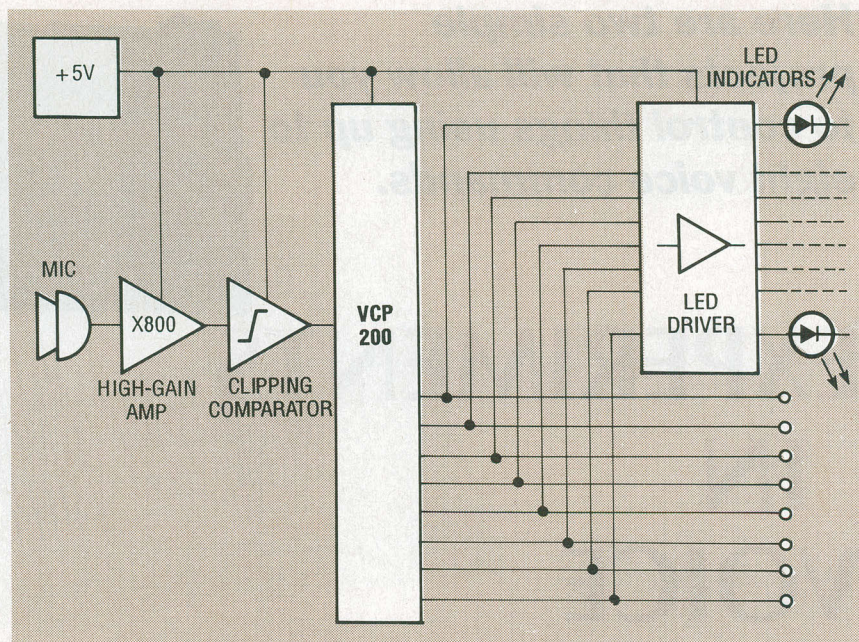 +5V
LED
INDICATORS
MIC
X800
HIGH-GAIN
AMP
CLIPPING
COMPARATOR
VCP
200
LED
DRIVER